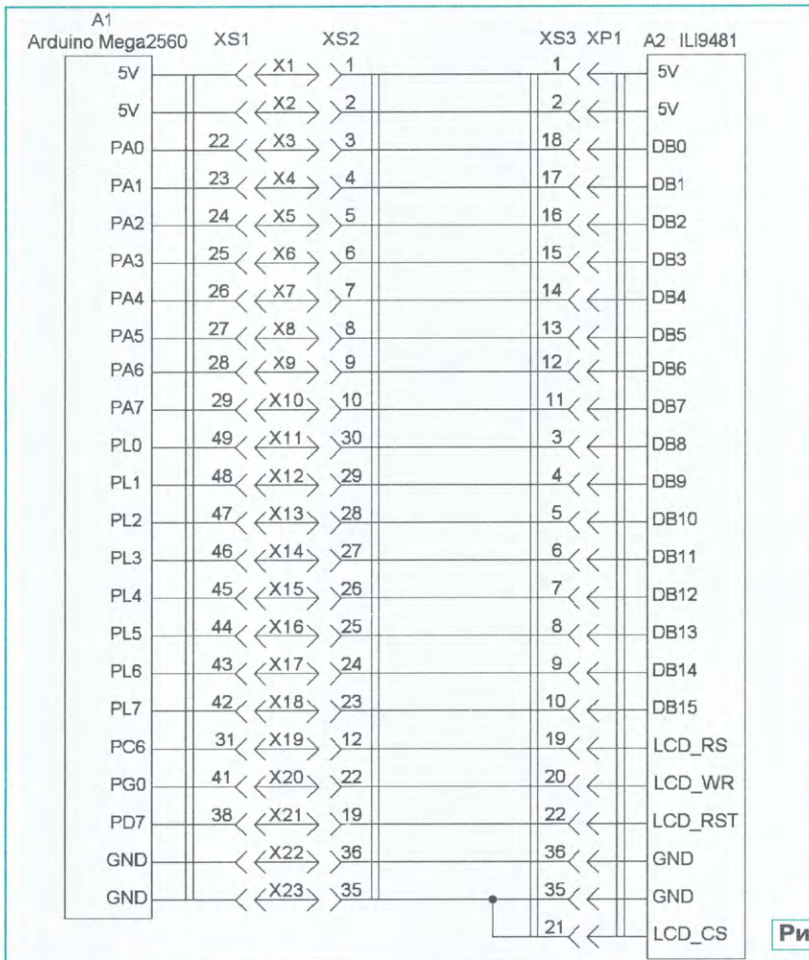 A1
Arduino Mega2560 XS1 XS2 XS3 XP1 A2 ILI9481
5V X1 1 1 5V
5V X2 2 2 5V
PA0 22 X3 3 18 DB0
PA1 23 X4 4 17 DB1
PA2 24 X5 5 16 DB2
PA3 25 X6 6 15 DB3
PA4 26 X7 7 14 DB4
PA5 27 X8 8 13 DB5
PA6 28 X9 9 12 DB6
PA7 29 X10 10 11 DB7
PL0 49 X11 30 3 DB8
PL1 48 X12 29 4 DB9
PL2 47 X13 28 5 DB10
PL3 46 X14 27 6 DB11
PL4 45 X15 26 7 DB12
PL5 44 X16 25 8 DB13
PL6 43 X17 24 9 DB14
PL7 42 X18 23 10 DB15
PC6 31 X19 12 19 LCD_RS
PG0 41 X20 22 20 LCD_WR
PD7 38 X21 19 22 LCD_RST
GND X22 36 36 GND
GND X23 35 35 GND
21 LCD_CS
Ри